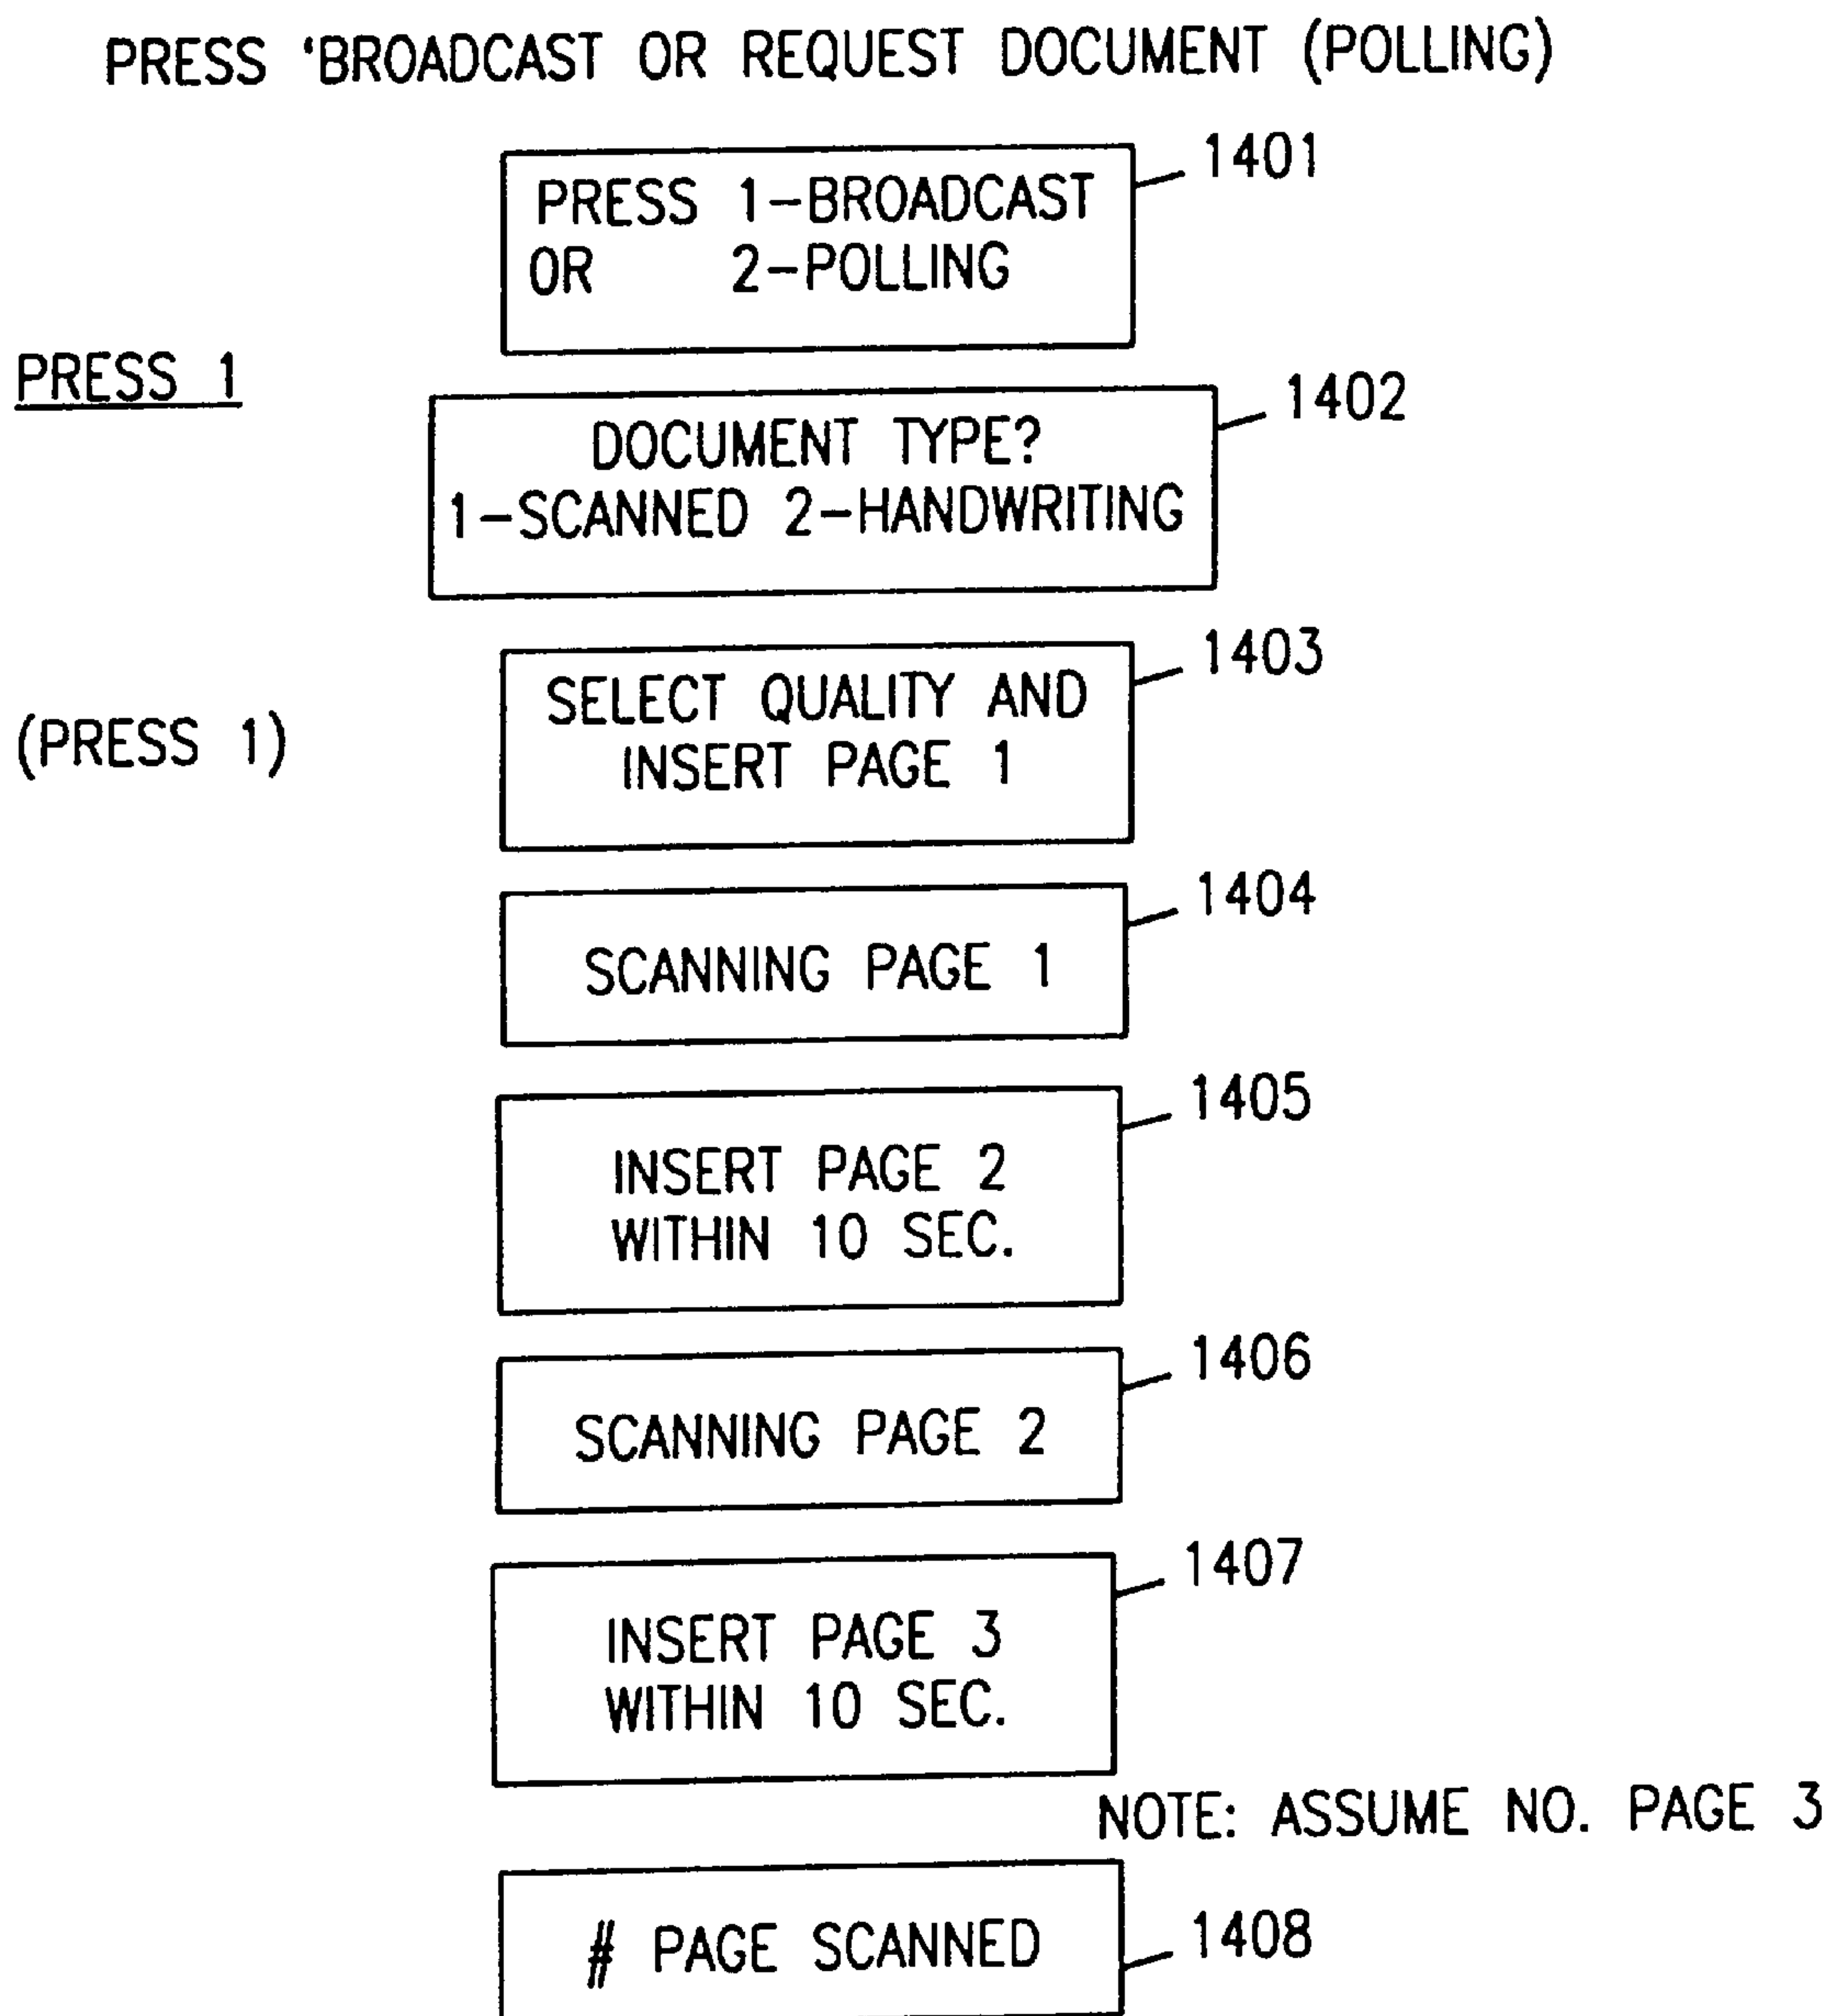 PRESS 'BROADCAST OR REQUEST DOCUMENT (POLLING)
1401
PRESS 1-BROADCAST
OR 2-POLLING
PRESS 1
1402
DOCUMENT TYPE?
1-SCANNED 2-HANDWRITING
1403
SELECT QUALITY AND
INSERT PAGE 1
(PRESS 1)
1404
SCANNING PAGE 1
1405
INSERT PAGE 2
WITHIN 10 SEC.
1406
SCANNING PAGE 2
1407
INSERT PAGE 3
WITHIN 10 SEC.
NOTE: ASSUME NO. PAGE 3
# PAGE SCANNED
1408